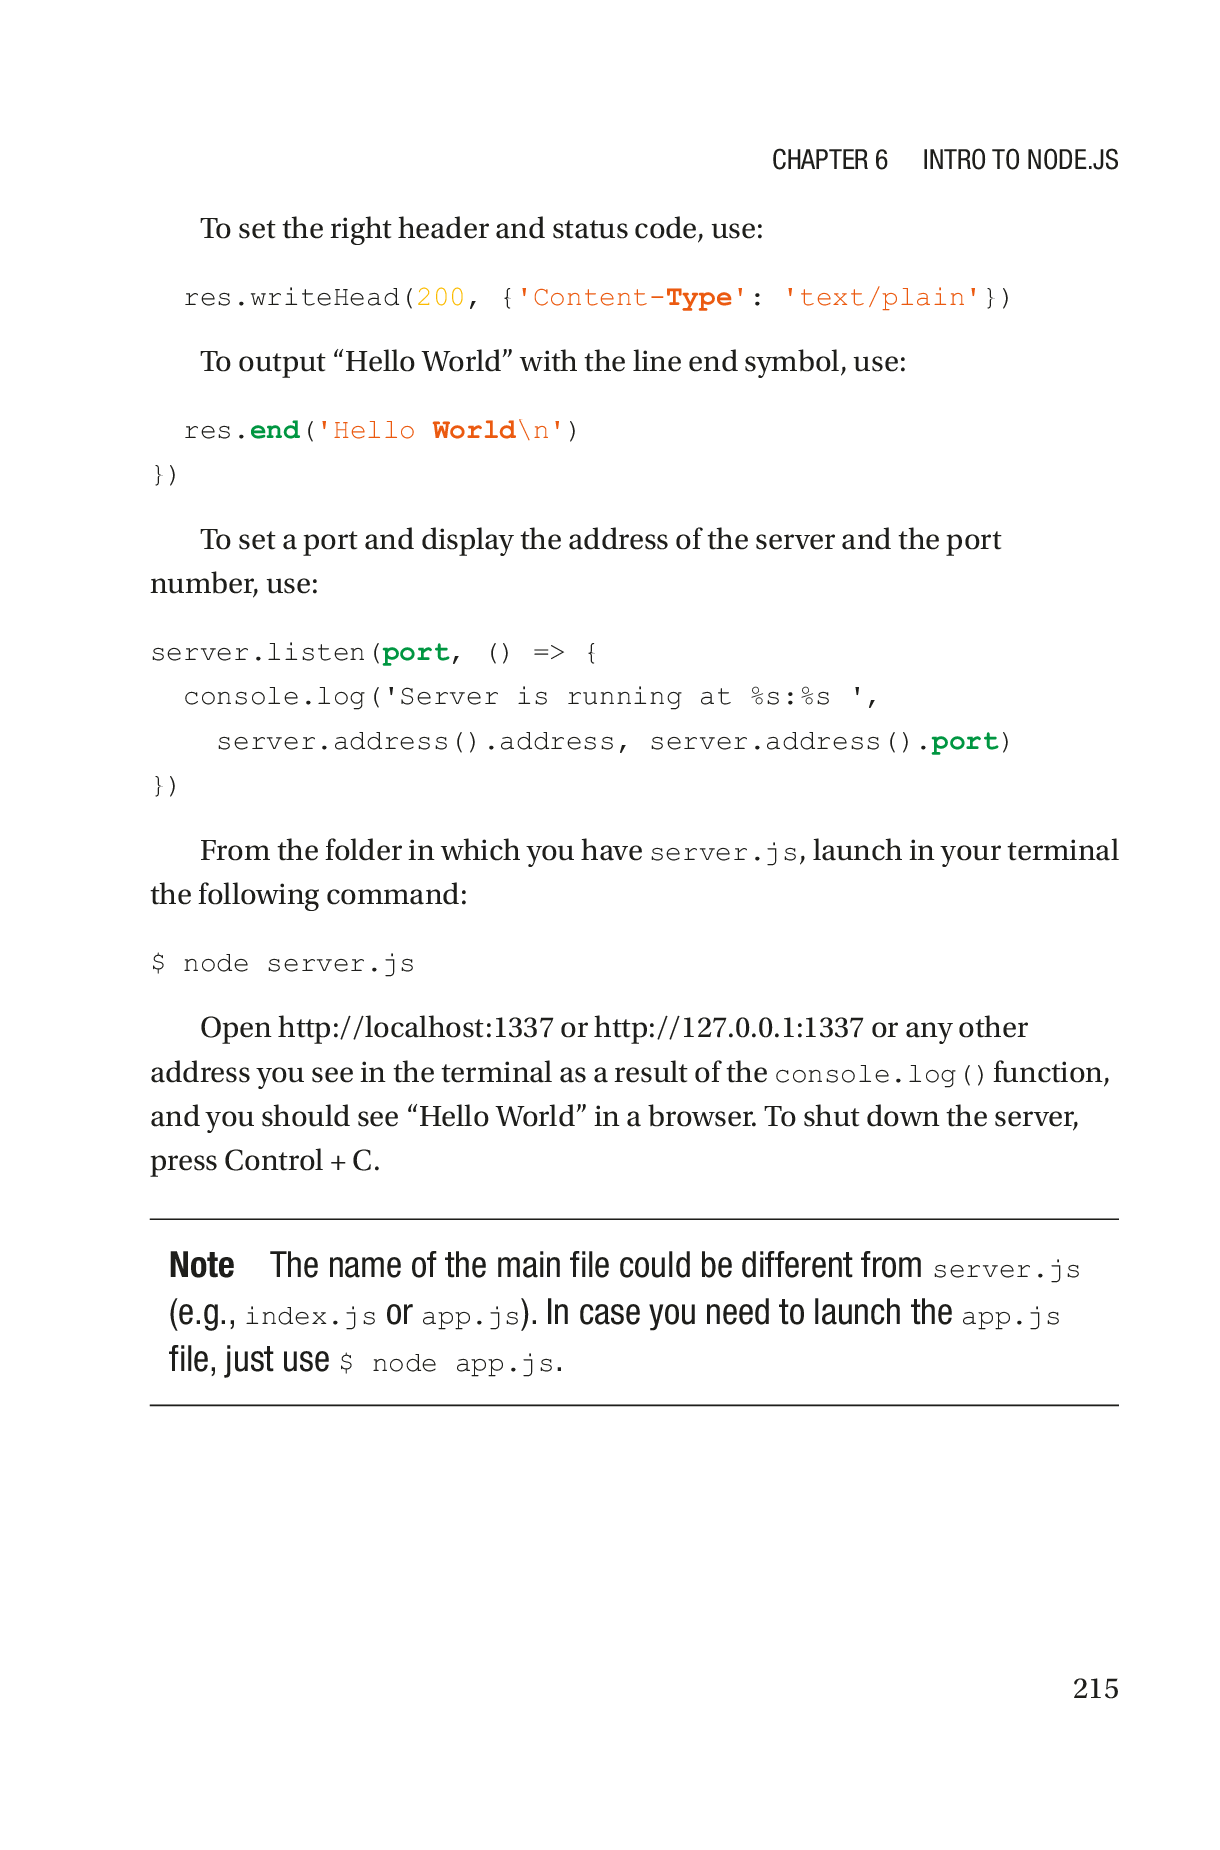 CHAPTER 6 INTRO TO NODE.JS
To set the right header and status code, use:
res.writeHead(200, {'Content-Type': 'text/plain'})
To output “Hello World” with the line end symbol, use:
res.end('Hello World\n')
})
To set a port and display the address of the server and the port
number, use:
server.listen(port, () => {
console.log('Server is running at %s:%s ',
server.address().address, server.address().port)
})
From the folder in which you have server.js, launch in your terminal
the following command:
$ node server.js
Open http://localhost:1337 or http://127.0.0.1:1337 or any other
address you see in the terminal as a result of the console.log() function,
and you should see “Hello World” in a browser. To shut down the server,
press Control + C.
Note The name of the main file could be different from server.js
(e.g., index.js or app.js). In case you need to launch the app.js
file, just use $ node app.js.
215